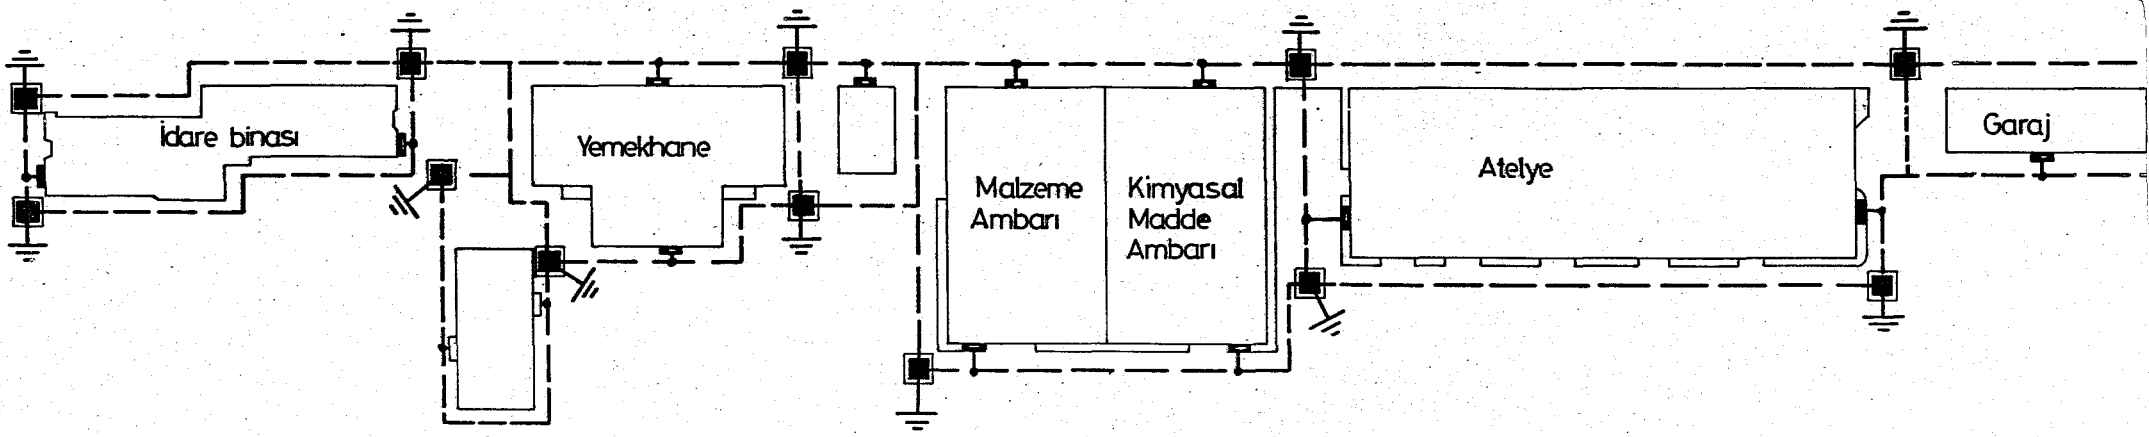 İdare binası
Yemekhane
Malzeme
Ambarı
Kimyasal
Madde
Ambarı
Atelye
Garaj